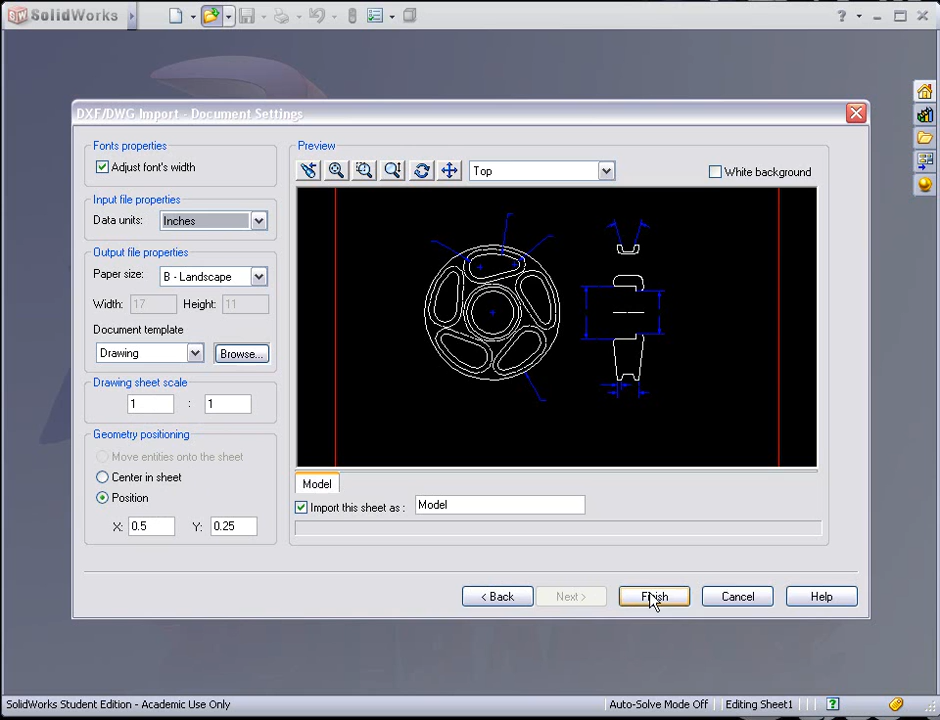 SolidWorks
DXF/DWG Import - Document Settings
Fonts properties
Adjust font's width
Input file properties
Data units: Inches
Output file properties
Paper size: B - Landscape
Width: 17 Height: 11
Document template
Drawing Browse...
Drawing sheet scale
1 : 1
Geometry positioning
Move entities onto the sheet
Center in sheet
Position
X: 0.5 Y: 0.25
Preview
Top White background
Model
Import this sheet as : Model
< Back Next > Finish Cancel Help
SolidWorks Student Edition - Academic Use Only Auto-Solve Mode Off Editing Sheet1 ?